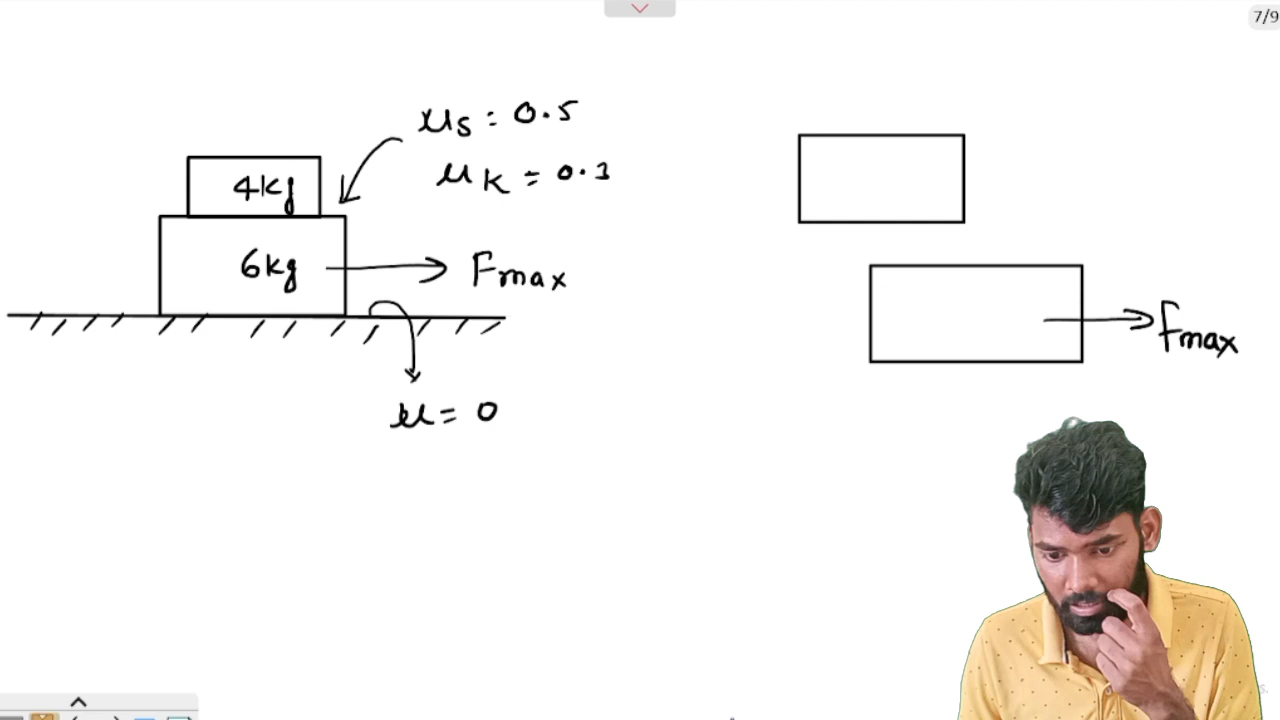 7/9
μs = 0.5
μk = 0.3
4kg
6kg
Fmax
μ = 0
Fmax